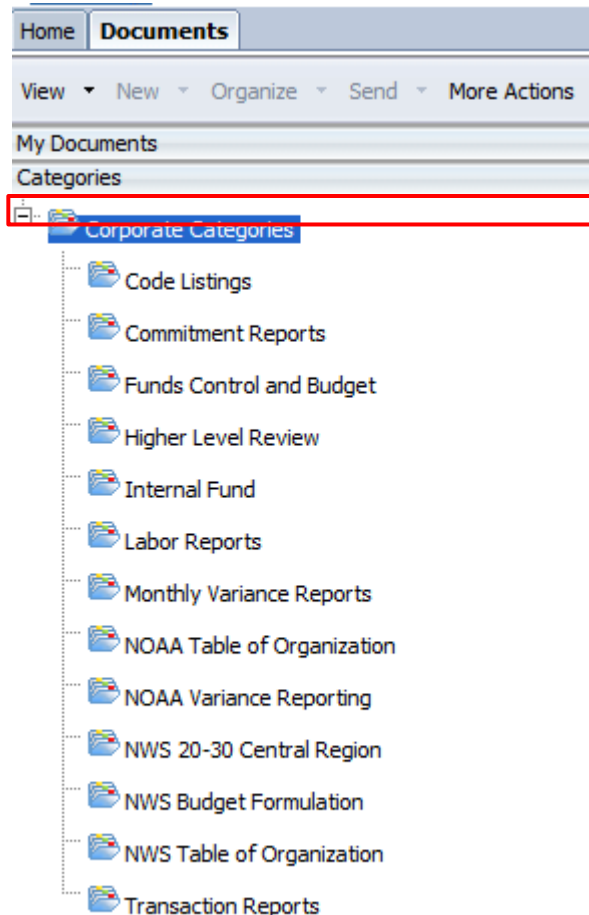 Home Documents
View New Organize Send More Actions
My Documents
Categories
Corporate Categories
Code Listings
Commitment Reports
Funds Control and Budget
Higher Level Review
Internal Fund
Labor Reports
Monthly Variance Reports
NOAA Table of Organization
NOAA Variance Reporting
NWS 20-30 Central Region
NWS Budget Formulation
NWS Table of Organization
Transaction Reports